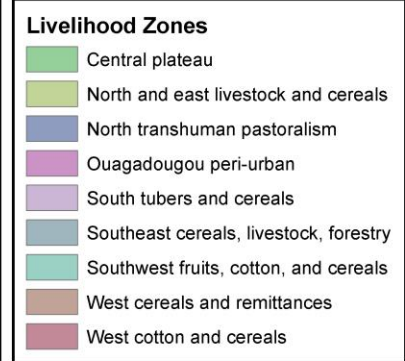 Livelihood Zones
Central plateau
North and east livestock and cereals
North transhuman pastoralism
Ouagadougou peri-urban
South tubers and cereals
Southeast cereals, livestock, forestry
Southwest fruits, cotton, and cereals
West cereals and remittances
West cotton and cereals